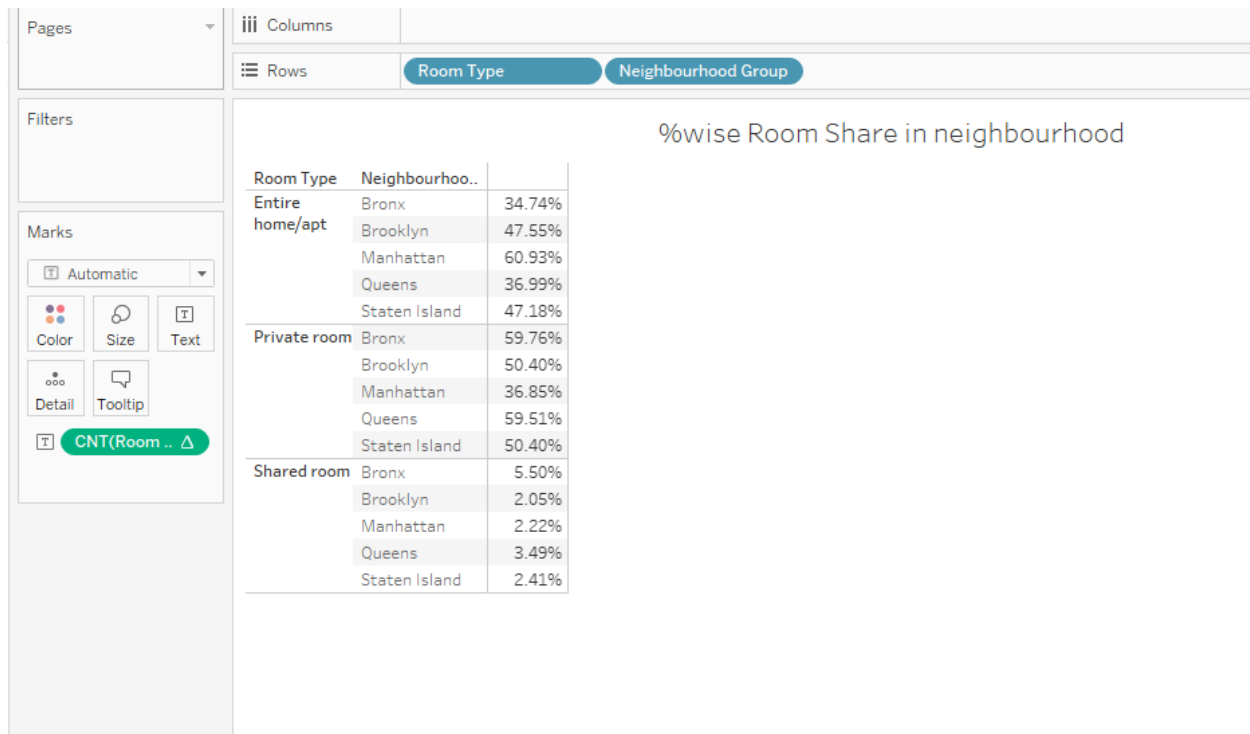 Pages
Columns
Rows Room Type Neighbourhood Group
Filters
%wise Room Share in neighbourhood
Room Type Neighbourhoo..
Entire home/apt Bronx 34.74%
Brooklyn 47.55%
Manhattan 60.93%
Queens 36.99%
Staten Island 47.18%
Private room Bronx 59.76%
Brooklyn 50.40%
Manhattan 36.85%
Queens 59.51%
Staten Island 50.40%
Shared room Bronx 5.50%
Brooklyn 2.05%
Manhattan 2.22%
Queens 3.49%
Staten Island 2.41%
Marks
T Automatic
T
Color Size Text
Detail Tooltip
T CNT(Room .. Δ